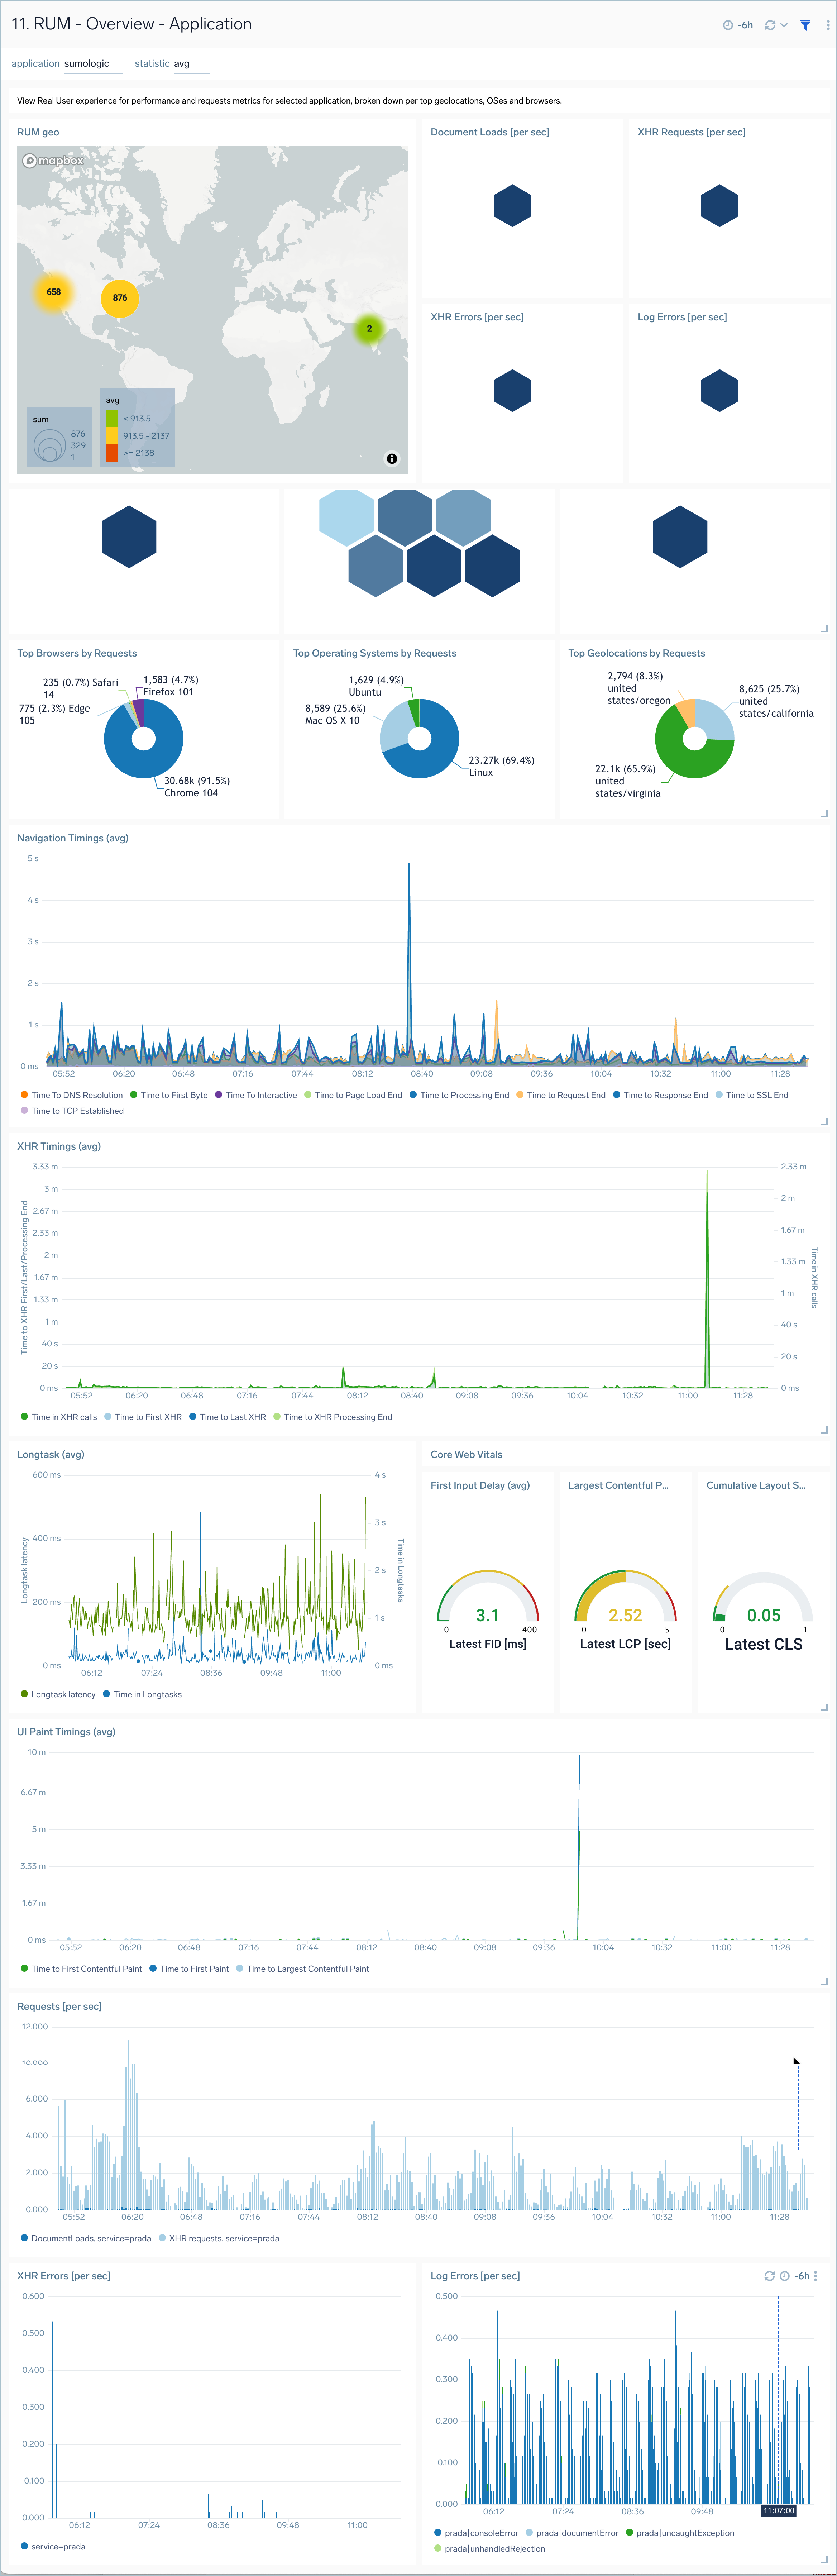 11. RUM - Overview - Application
-6h
application sumologic statistic avg
View Real User experience for performance and requests metrics for selected application, broken down per top geolocations, OSes and browsers.
RUM geo
mapbox
658
876
2
sum
876
329
1
avg
< 913.5
913.5 - 2137
>= 2138
Document Loads [per sec]
XHR Requests [per sec]
XHR Errors [per sec]
Log Errors [per sec]
Top Browsers by Requests
235 (0.7%) Safari
14
1,583 (4.7%)
Firefox 101
775 (2.3%) Edge
105
30.68k (91.5%)
Chrome 104
Top Operating Systems by Requests
1,629 (4.9%)
Ubuntu
8,589 (25.6%)
Mac OS X 10
23.27k (69.4%)
Linux
Top Geolocations by Requests
2,794 (8.3%)
united
states/oregon
8,625 (25.7%)
united
states/california
22.1k (65.9%)
united
states/virginia
Navigation Timings (avg)
5 s
4 s
3 s
2 s
1 s
0 ms
05:52 06:20 06:48 07:16 07:44 08:12 08:40 09:08 09:36 10:04 10:32 11:00 11:28
Time To DNS Resolution Time to First Byte Time To Interactive Time to Page Load End Time to Processing End Time to Request End Time to Response End Time to SSL End
Time to TCP Established
XHR Timings (avg)
Time to XHR First/Last/Processing End
3.33 m
3 m
2.67 m
2.33 m
2 m
1.67 m
1.33 m
1 m
40 s
20 s
0 ms
2.33 m
2 m
1.67 m
1.33 m
1 m
40 s
20 s
0 ms
Time in XHR calls
05:52 06:20 06:48 07:16 07:44 08:12 08:40 09:08 09:36 10:04 10:32 11:00 11:28
Time in XHR calls Time to First XHR Time to Last XHR Time to XHR Processing End
Longtask (avg)
Longtask latency
600 ms
400 ms
200 ms
0 ms
4 s
3 s
2 s
1 s
0 ms
Time in Longtasks
06:12 07:24 08:36 09:48 11:00
Longtask latency Time in Longtasks
Core Web Vitals
First Input Delay (avg)
3.1
0 400
Latest FID [ms]
Largest Contentful P...
2.52
0 5
Latest LCP [sec]
Cumulative Layout S...
0.05
0 1
Latest CLS
UI Paint Timings (avg)
10 m
6.67 m
5 m
3.33 m
1.67 m
0 ms
05:52 06:20 06:48 07:16 07:44 08:12 08:40 09:08 09:36 10:04 10:32 11:00 11:28
Time to First Contentful Paint Time to First Paint Time to Largest Contentful Paint
Requests [per sec]
12.000
6.000
4.000
2.000
0.000
05:52 06:20 06:48 07:16 07:44 08:12 08:40 09:08 09:36 10:04 10:32 11:00 11:28
DocumentLoads, service=prada XHR requests, service=prada
XHR Errors [per sec]
0.600
0.500
0.400
0.300
0.200
0.100
0.000
06:12 07:24 08:36 09:48 11:00
service=prada
Log Errors [per sec]
-6h
0.500
0.400
0.300
0.200
0.100
0.000
06:12 07:24 08:36 09:48 11:07:00
prada|consoleError prada|documentError prada|uncaughtException
prada|unhandledRejection